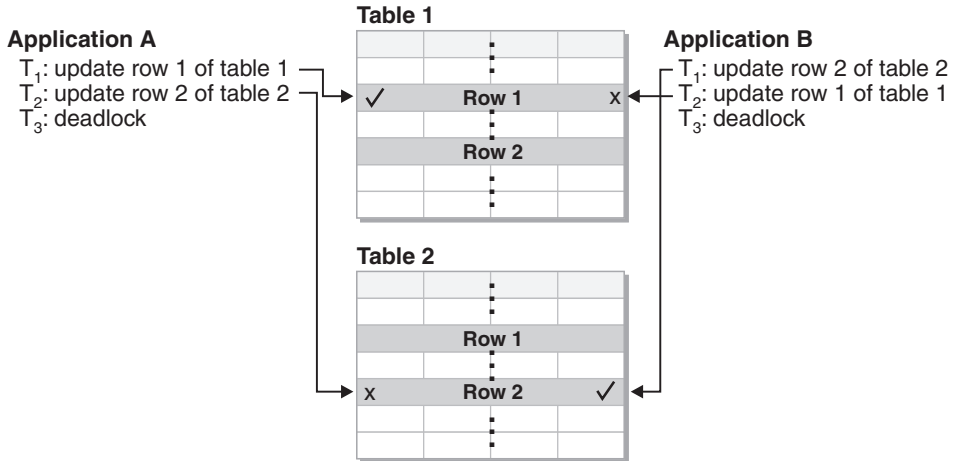 Table 1
Application A
T1: update row 1 of table 1
T2: update row 2 of table 2
T3: deadlock
Application B
T1: update row 2 of table 2
T2: update row 1 of table 1
T3: deadlock
✓ Row 1 x
Row 2
Table 2
Row 1
x Row 2 ✓